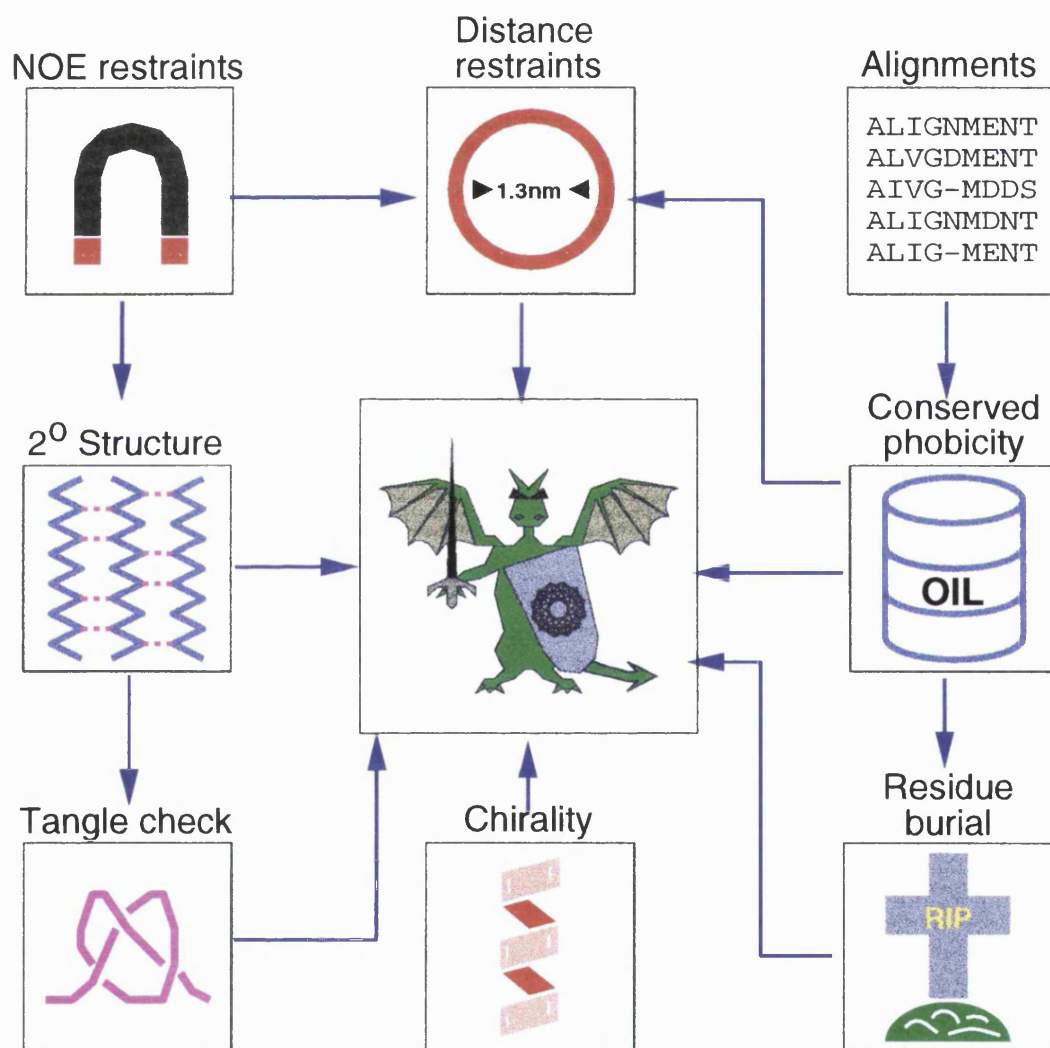 Distance
restraints
NOE restraints
Alignments
1.3nm
ALIGNMENT
ALVGDMENT
AIVG-MDDS
ALIGNMDNT
ALIG-MENT
2º Structure
Conserved
phobicity
OIL
Tangle check
Chirality
Residue
burial
RIP